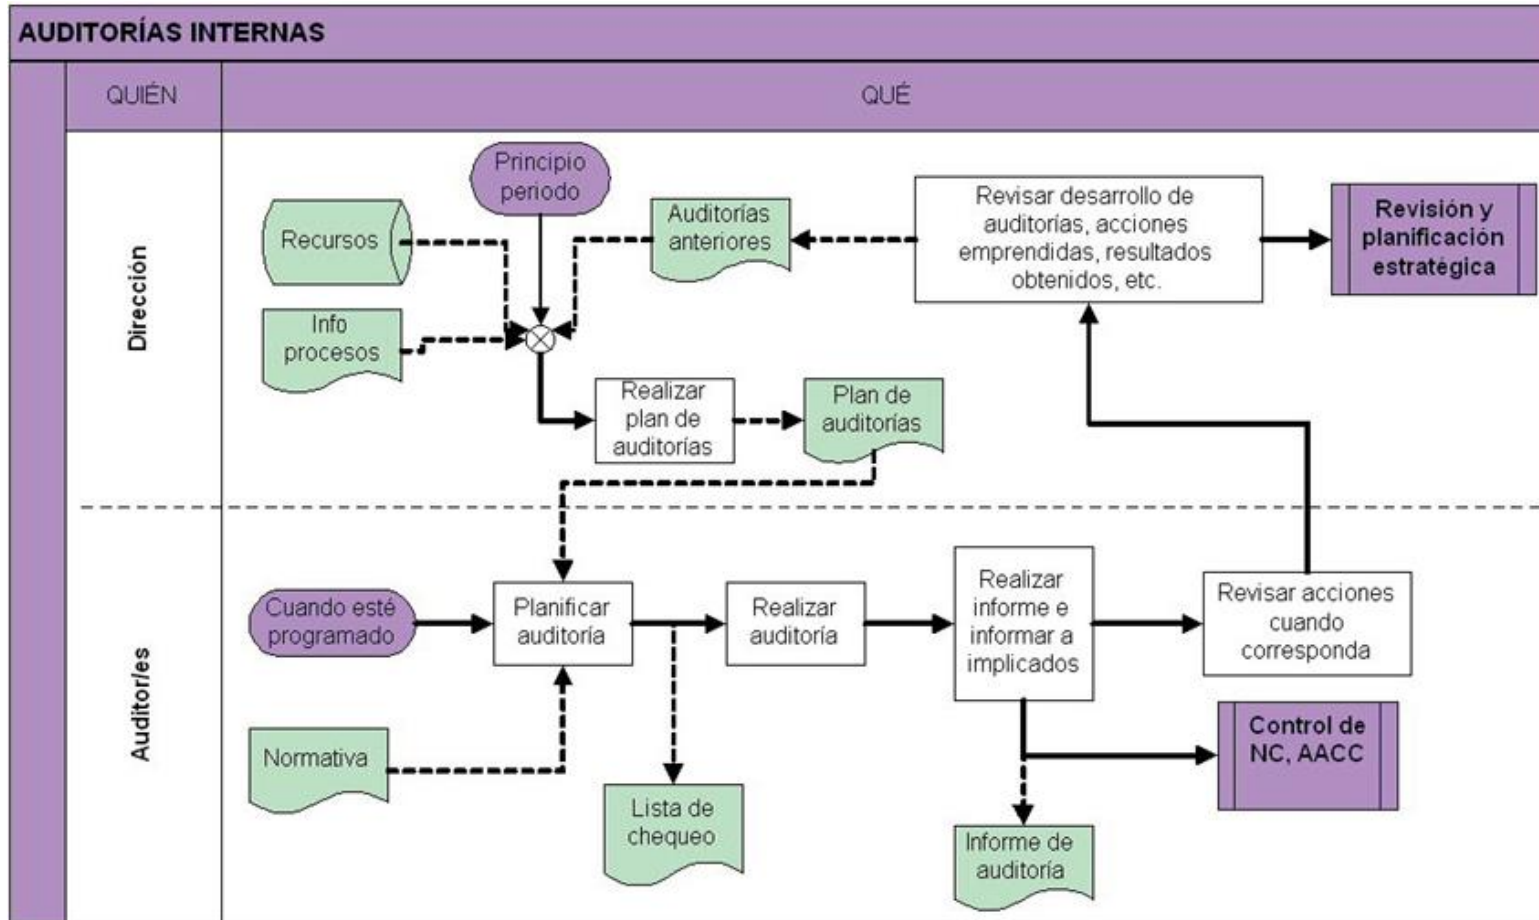 AUDITORÍAS INTERNAS
QUIÉN
QUÉ
Dirección
Principio
periodo
Recursos
Auditorías
anteriores
Revisar desarrollo de
auditorías, acciones
emprendidas, resultados
obtenidos, etc.
Revisión y
planificación
estratégica
Info
procesos
Realizar
plan de
auditorías
Plan de
auditorías
Auditor/es
Cuando esté
programado
Planificar
auditoría
Realizar
auditoría
Realizar
informe e
informar a
implicados
Revisar acciones
cuando
corresponda
Normativa
Lista de
chequeo
Control de
NC, AACC
Informe de
auditoría